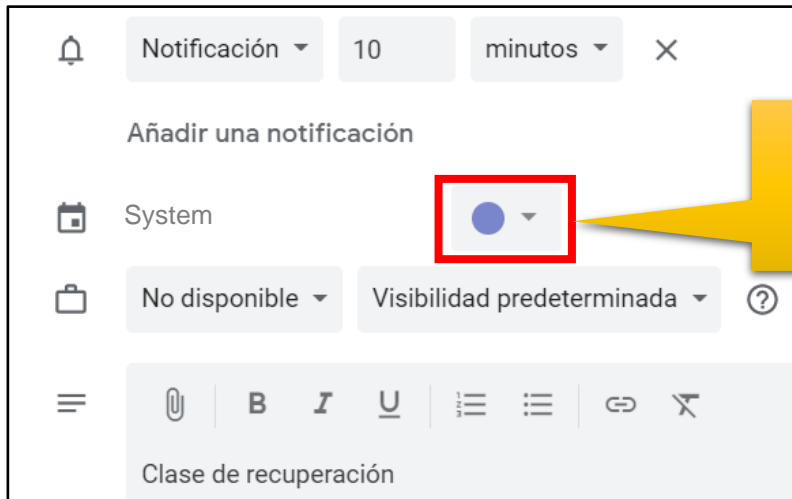 Notificación 10 minutos
Añadir una notificación
System
No disponible Visibilidad predeterminada
B I U
Clase de recuperación